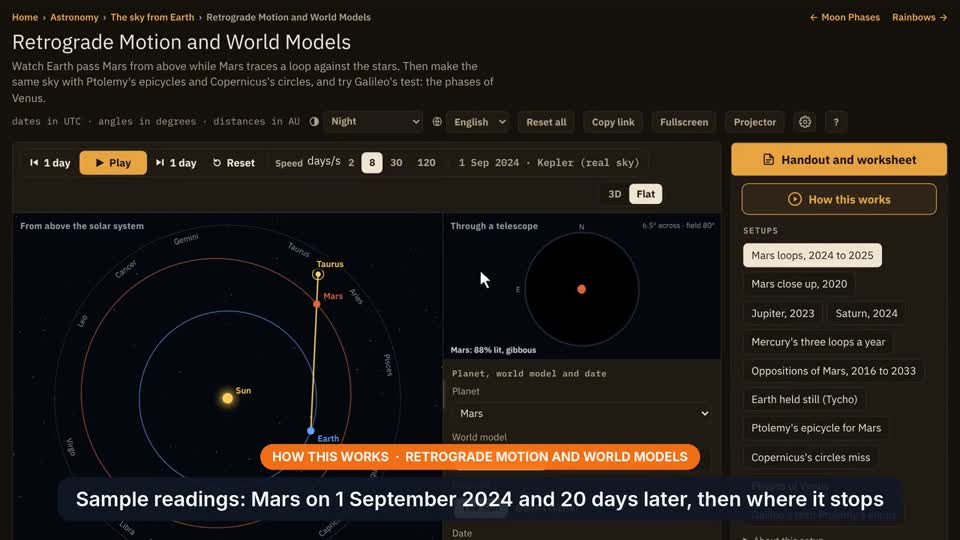 Home › Astronomy › The sky from Earth › Retrograde Motion and World Models
← Moon Phases Rainbows →
Retrograde Motion and World Models
Watch Earth pass Mars from above while Mars traces a loop against the stars. Then make the
same sky with Ptolemy's epicycles and Copernicus's circles, and try Galileo's test: the phases of
Venus.
dates in UTC · angles in degrees · distances in AU
Night
English
Reset all
Copy link
Fullscreen
Projector
?
1 day
Play
1 day
Reset
Speed days/s 2 8 30 120
1 Sep 2024 · Kepler (real sky)
3D Flat
Handout and worksheet
How this works
SETUPS
Mars loops, 2024 to 2025
Mars close up, 2020
Jupiter, 2023
Saturn, 2024
Mercury's three loops a year
Oppositions of Mars, 2016 to 2033
Earth held still (Tycho)
Ptolemy's epicycle for Mars
Copernicus's circles miss
From above the solar system
Gemini
Taurus
Cancer
Taurus
Aries
Mars
Leo
Pisces
Sun
Earth
Virgo
Libra
Through a telescope
6.5° across · field 80°
N
E
Mars: 88% lit, gibbous
Planet, world model and date
Planet
Mars
World model
HOW THIS WORKS · RETROGRADE MOTION AND WORLD MODELS
Sample readings: Mars on 1 September 2024 and 20 days later, then where it stops
Date